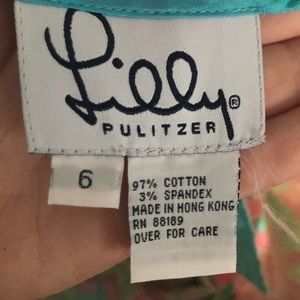 Lilly®
PULITZER
6
97% COTTON
3% SPANDEX
MADE IN HONG KONG
RN 88189
OVER FOR CARE